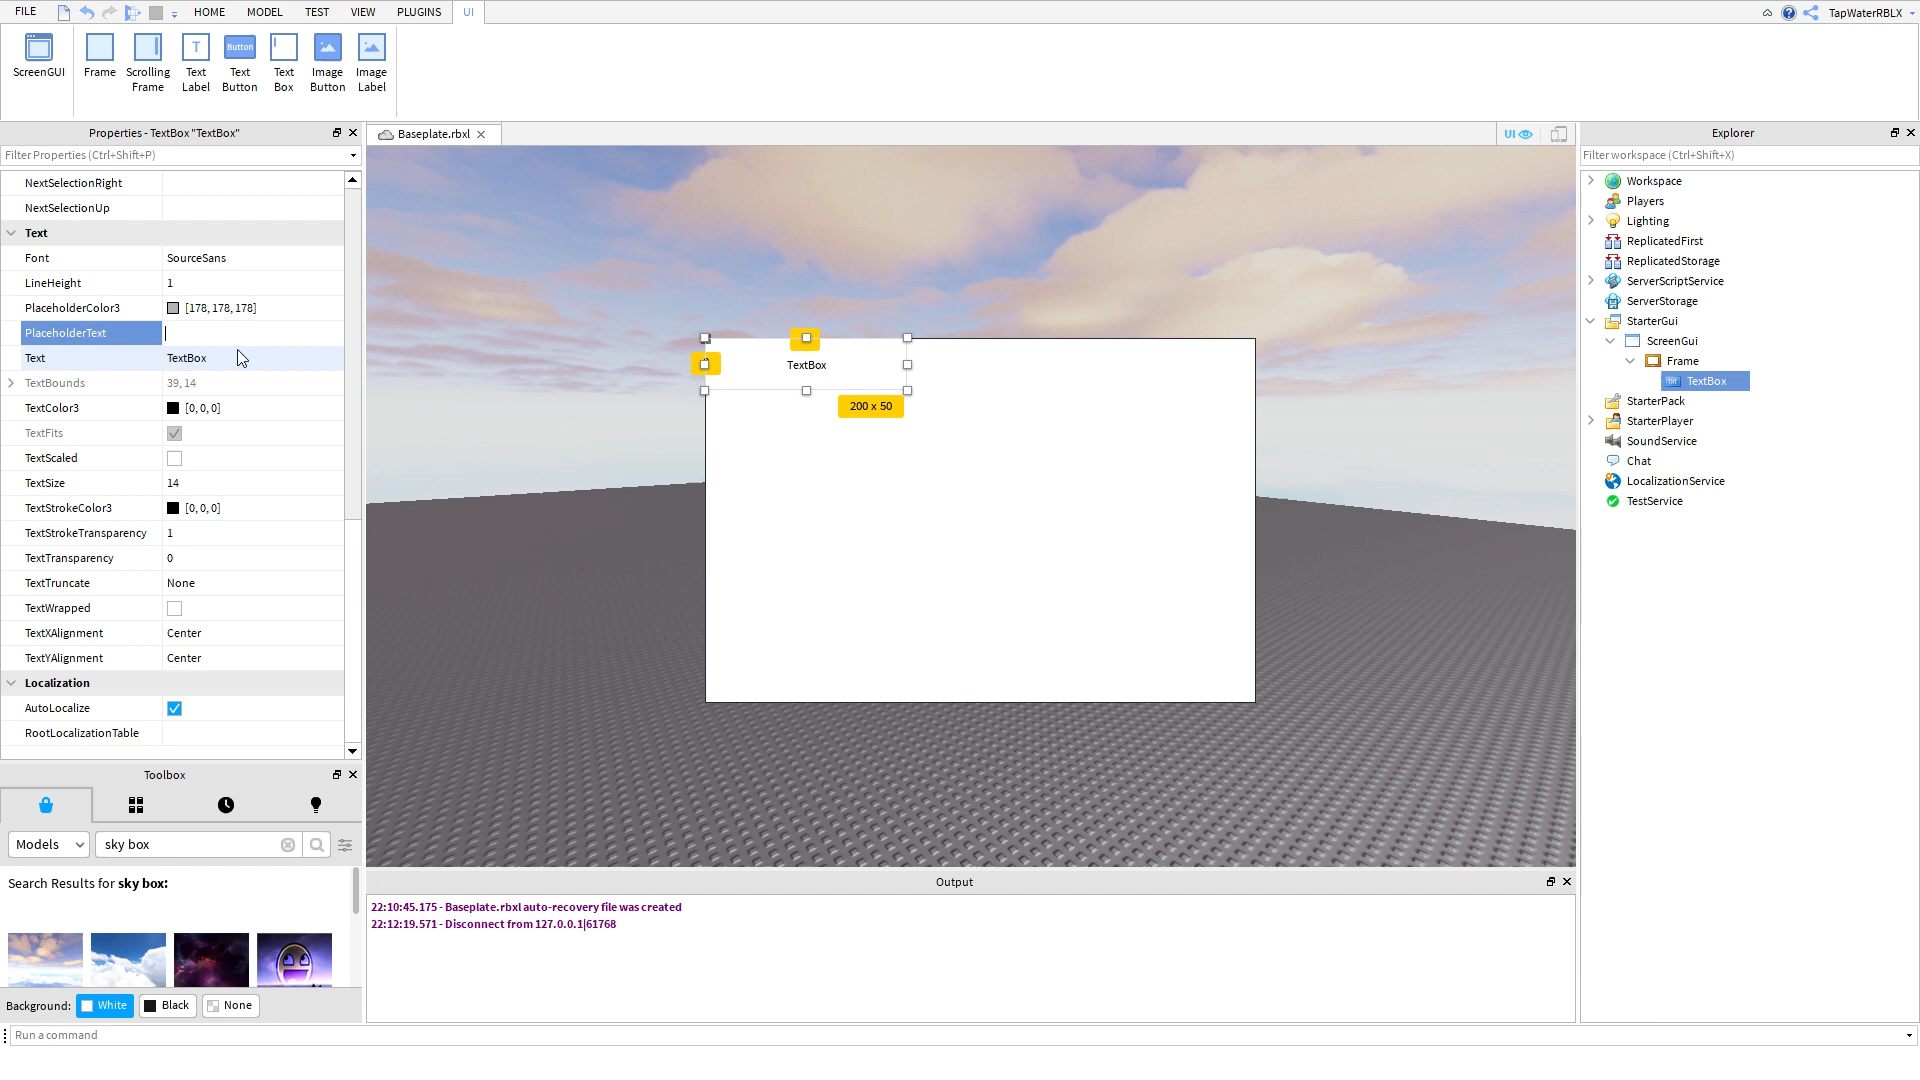 FILE
HOME
MODEL
TEST
VIEW
PLUGINS
UI
TapWaterRBLX
ScreenGUI
Frame
Scrolling
Frame
T
Text
Label
Button
Text
Button
Text
Box
Image
Button
Image
Label
Properties - TextBox "TextBox"
Filter Properties (Ctrl+Shift+P)
NextSelectionRight
NextSelectionUp
Text
Font SourceSans
LineHeight 1
PlaceholderColor3 [178, 178, 178]
PlaceholderText
Text TextBox
TextBounds 39, 14
TextColor3 [0, 0, 0]
TextFits
TextScaled
TextSize 14
TextStrokeColor3 [0, 0, 0]
TextStrokeTransparency 1
TextTransparency 0
TextTruncate None
TextWrapped
TextXAlignment Center
TextYAlignment Center
Localization
AutoLocalize
RootLocalizationTable
Toolbox
Models
sky box
Search Results for sky box:
Background: White Black None
Run a command
Baseplate.rbxl
UI
TextBox
200 x 50
Output
22:10:45.175 - Baseplate.rbxl auto-recovery file was created
22:12:19.571 - Disconnect from 127.0.0.1|61768
Explorer
Filter workspace (Ctrl+Shift+X)
Workspace
Players
Lighting
ReplicatedFirst
ReplicatedStorage
ServerScriptService
ServerStorage
StarterGui
ScreenGui
Frame
TextBox
StarterPack
StarterPlayer
SoundService
Chat
LocalizationService
TestService